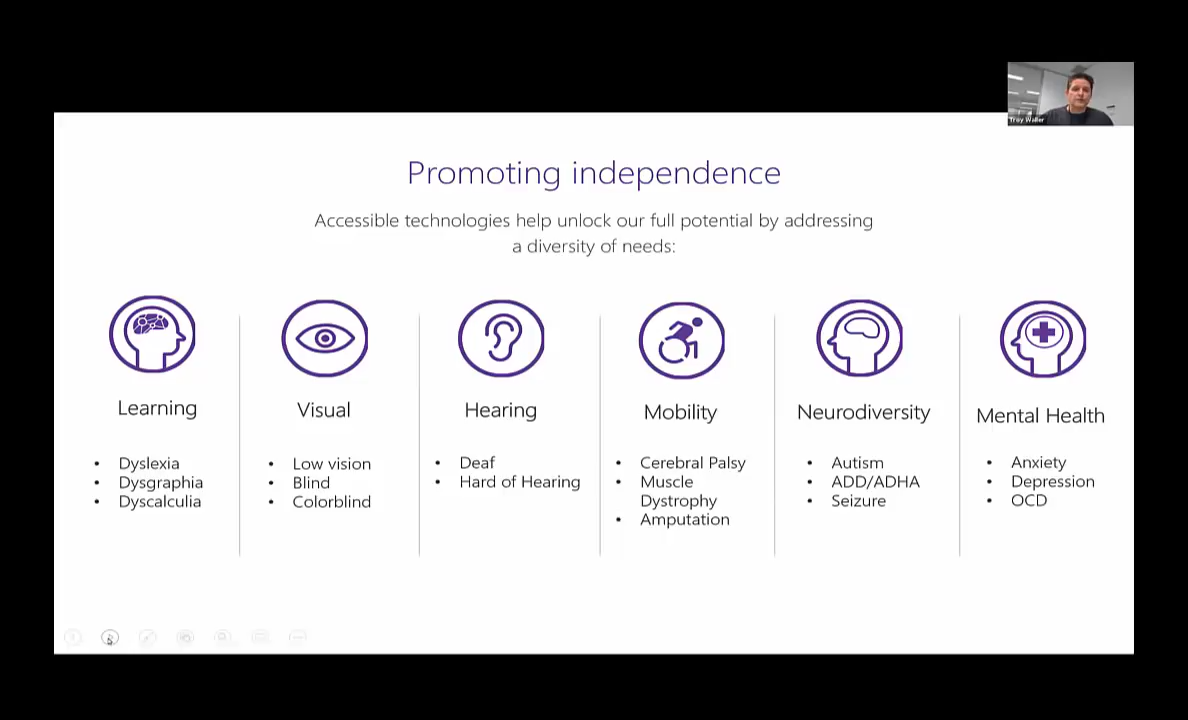 Troy Waller
Promoting independence
Accessible technologies help unlock our full potential by addressing
a diversity of needs:
Learning
• Dyslexia
• Dysgraphia
• Dyscalculia
Visual
• Low vision
• Blind
• Colorblind
Hearing
• Deaf
• Hard of Hearing
Mobility
• Cerebral Palsy
• Muscle
Dystrophy
• Amputation
Neurodiversity
• Autism
• ADD/ADHA
• Seizure
Mental Health
• Anxiety
• Depression
• OCD